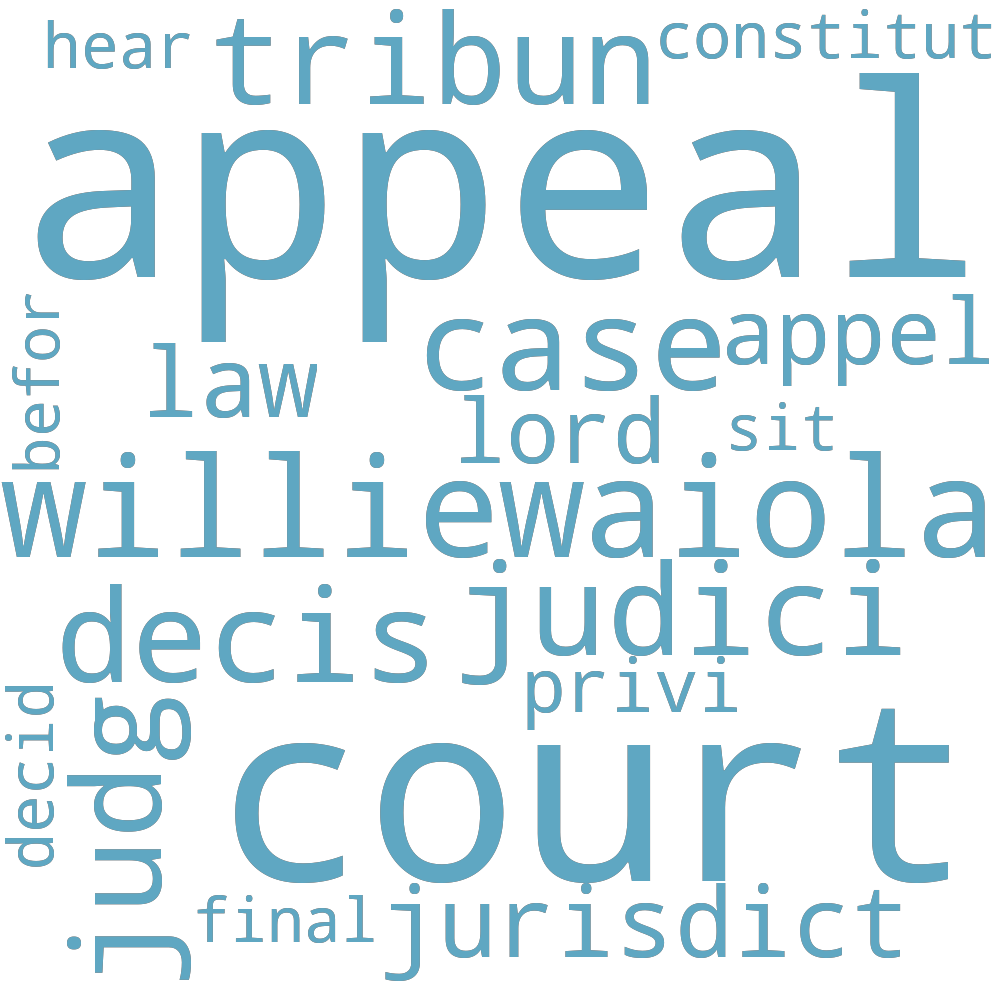 hear
tribun
constitut
appeal
befor
law
case
appel
lord
sit
williewaiola
decis
judici
privi
decid
judg
court
final
jurisdict